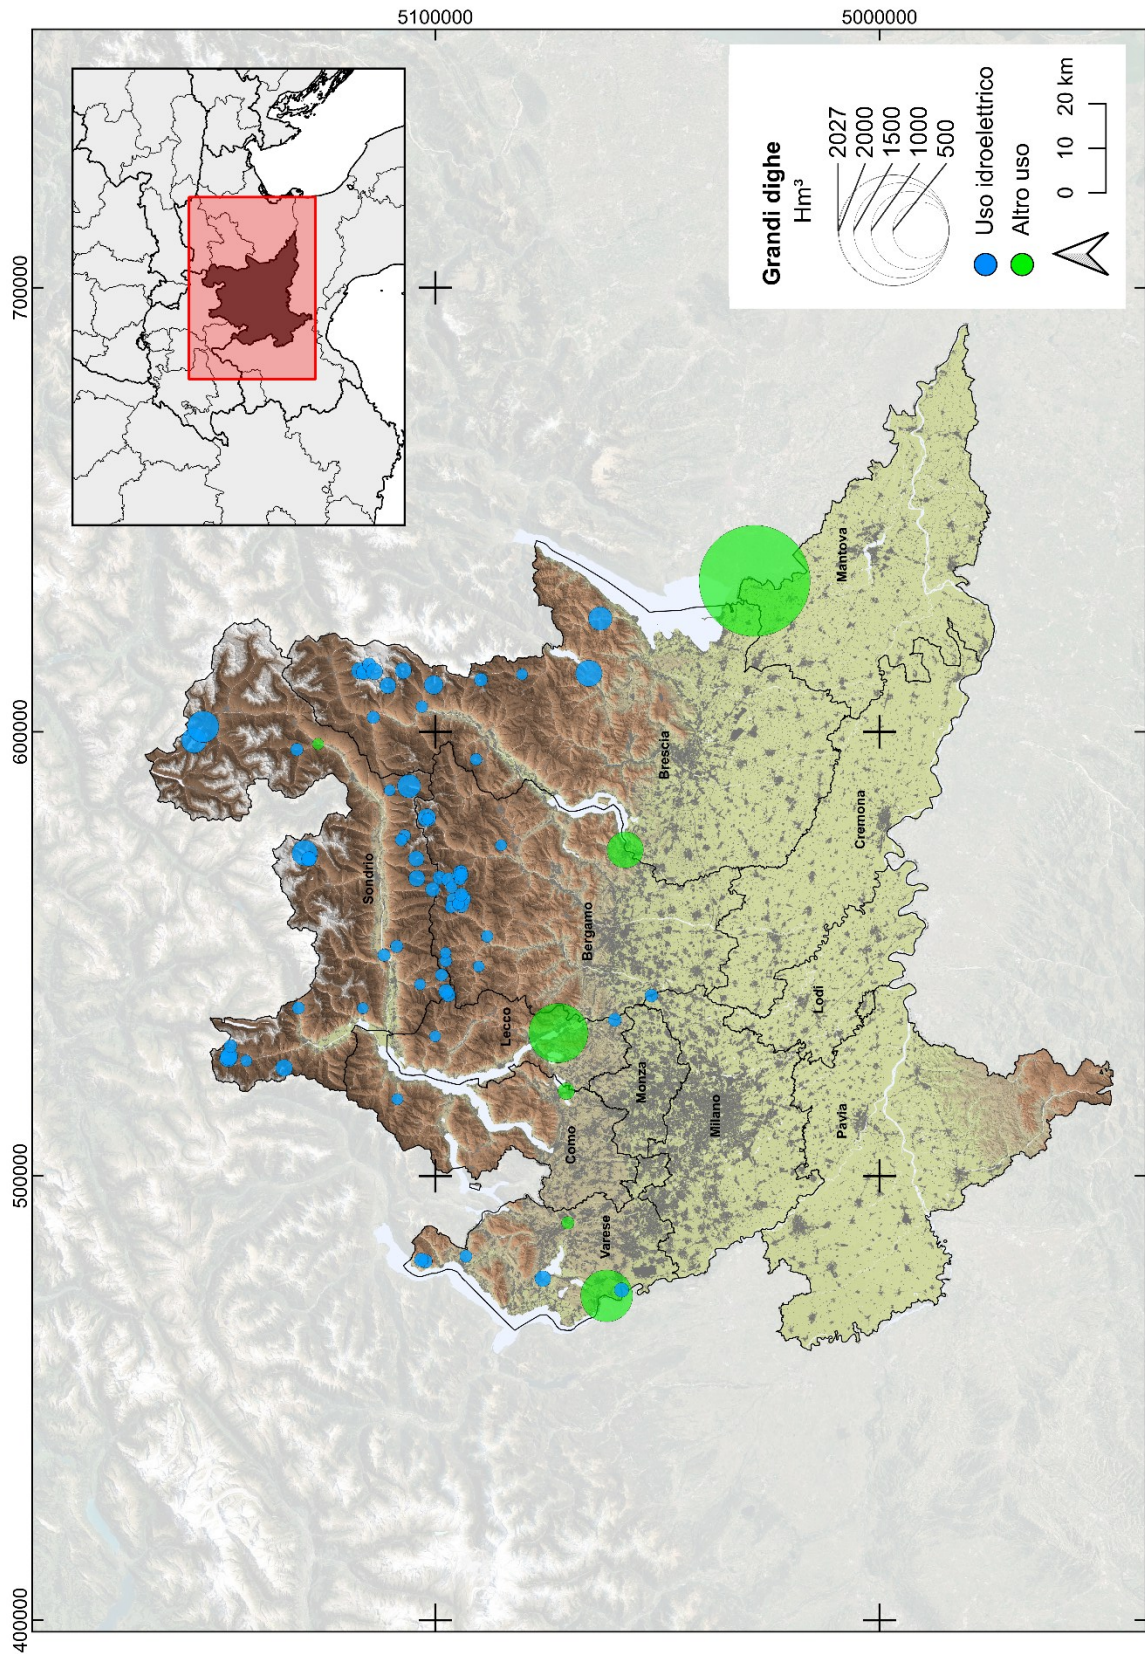 400000
500000
600000
700000
5100000
5000000
Grandi dighe
Hm³
2027
2000
1500
1000
500
Uso idroelettrico
Altro uso
0 10 20 km
Sondrio
Lecco
Bergamo
Como
Varese
Monza
Milano
Brescia
Lodi
Pavia
Cremona
Mantova